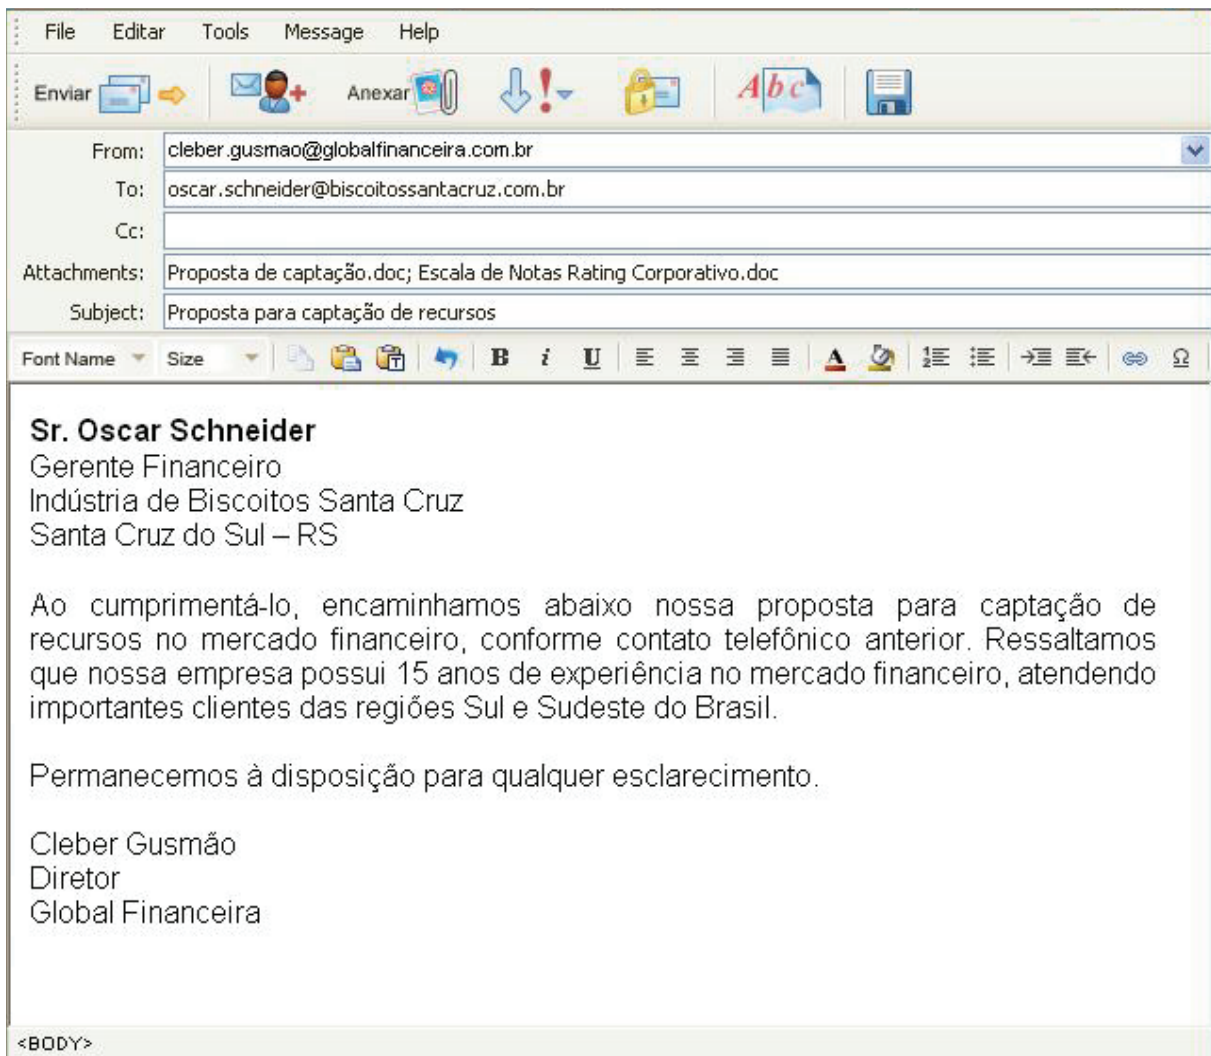 File Editar Tools Message Help
Enviar Anexar Abc
From: cleber.gusmao@globalfinanceira.com.br
To: oscar.schneider@biscoitossantacruz.com.br
Cc:
Attachments: Proposta de captação.doc; Escala de Notas Rating Corporativo.doc
Subject: Proposta para captação de recursos
Font Name Size B i U A Ω
Sr. Oscar Schneider
Gerente Financeiro
Indústria de Biscoitos Santa Cruz
Santa Cruz do Sul – RS
Ao cumprimentá-lo, encaminhamos abaixo nossa proposta para captação de
recursos no mercado financeiro, conforme contato telefônico anterior. Ressaltamos
que nossa empresa possui 15 anos de experiência no mercado financeiro, atendendo
importantes clientes das regiões Sul e Sudeste do Brasil.
Permanecemos à disposição para qualquer esclarecimento.
Cleber Gusmão
Diretor
Global Financeira
<BODY>